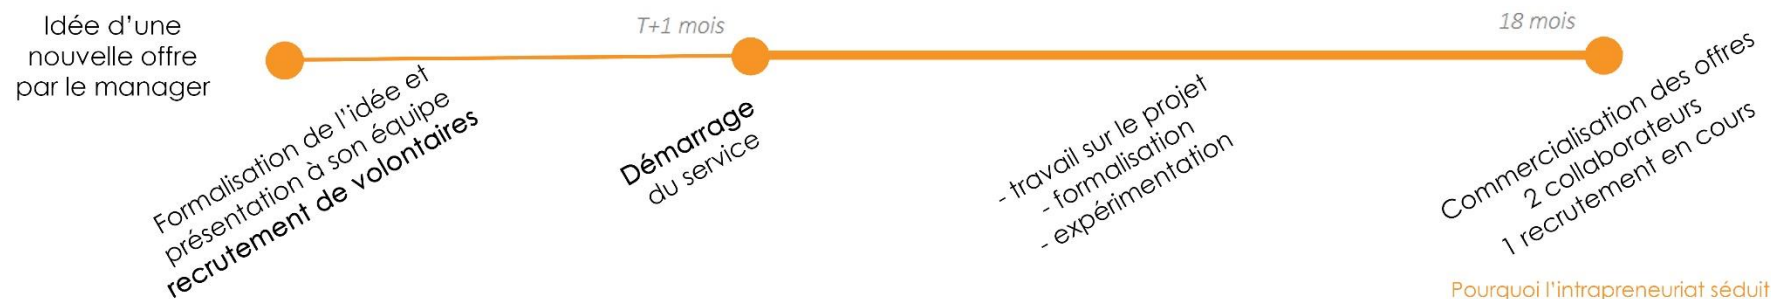 Idée d’une
nouvelle offre
par le manager
T+1 mois
18 mois
Formalisation de l’idée et
présentation à son équipe
recrutement de volontaires
Démarrage
du service
- travail sur le projet
- formalisation
- expérimentation
Commercialisation des offres
2 collaborateurs
1 recrutement en cours
Pourquoi l’intrapreneuriat séduit